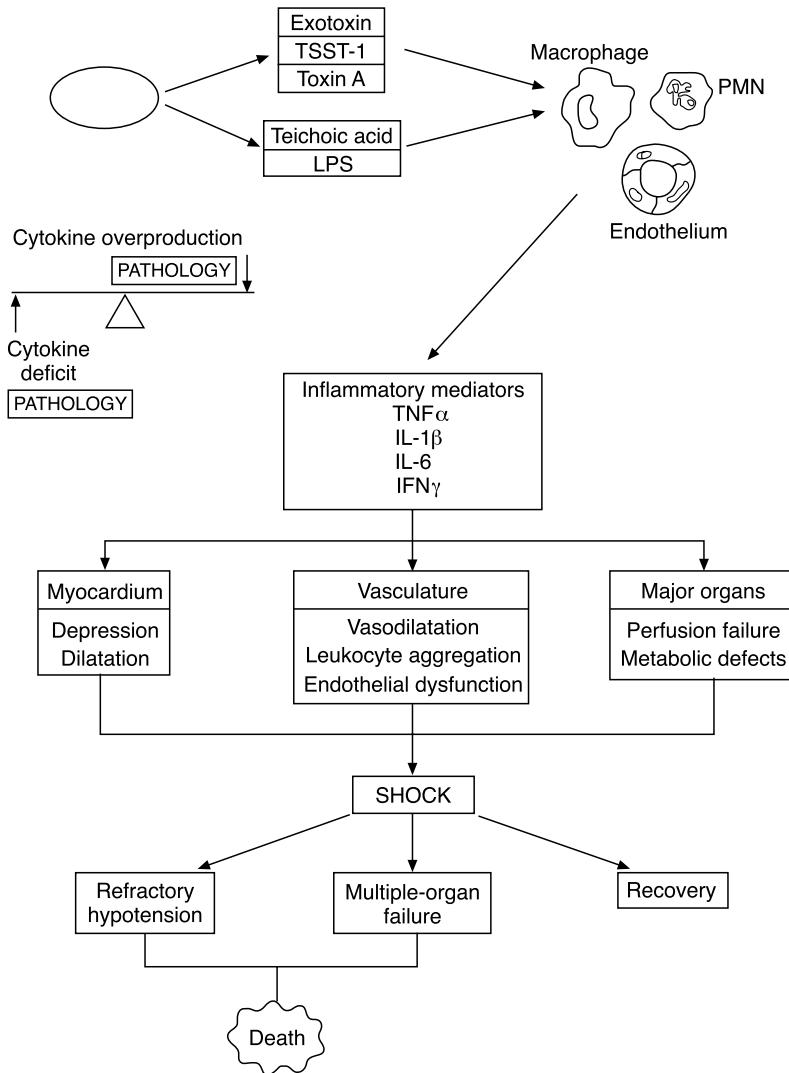 Exotoxin
TSST-1
Toxin A
Teichoic acid
LPS
Macrophage
PMN
Endothelium
Cytokine overproduction
PATHOLOGY
Cytokine
deficit
PATHOLOGY
Inflammatory mediators
TNFα
IL-1β
IL-6
IFNγ
Myocardium
Depression
Dilatation
Vasculature
Vasodilatation
Leukocyte aggregation
Endothelial dysfunction
Major organs
Perfusion failure
Metabolic defects
SHOCK
Refractory
hypotension
Multiple-organ
failure
Recovery
Death